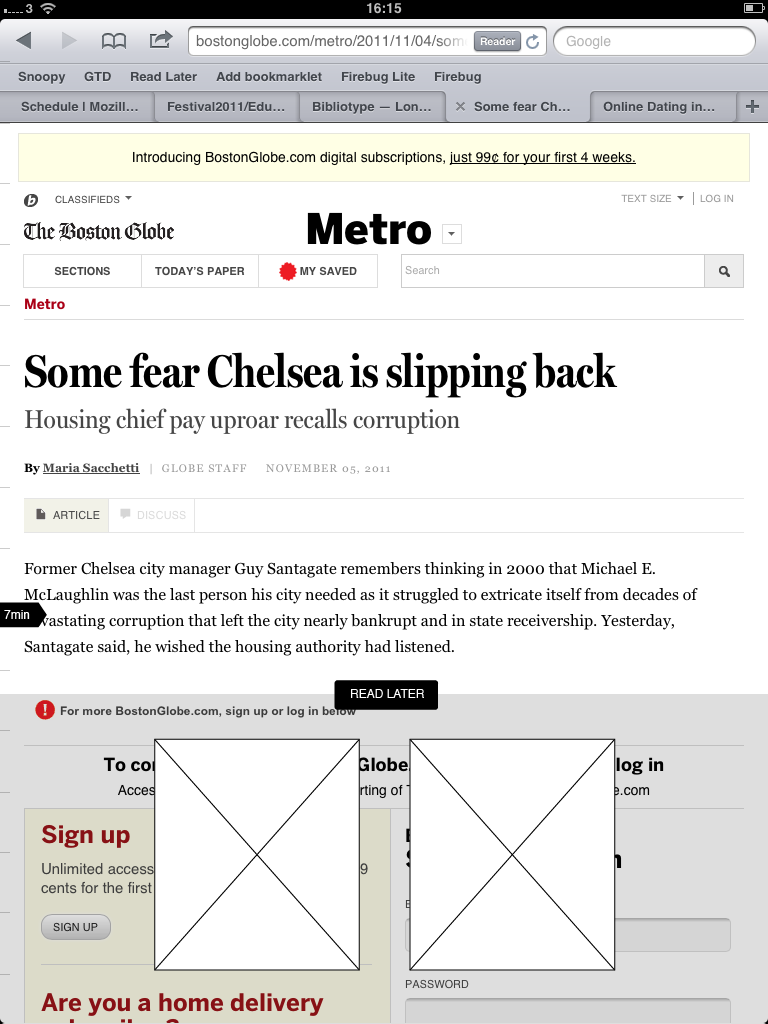 3 16:15
bostonglobe.com/metro/2011/11/04/som Reader Google
Snoopy GTD Read Later Add bookmarklet Firebug Lite Firebug
Schedule | Mozill... Festival2011/Edu... Bibliotype — Lon... Some fear Ch... Online Dating in...
Introducing BostonGlobe.com digital subscriptions, just 99¢ for your first 4 weeks.
b CLASSIFIEDS TEXT SIZE LOG IN
The Boston Globe Metro
SECTIONS TODAY'S PAPER MY SAVED Search
Metro
Some fear Chelsea is slipping back
Housing chief pay uproar recalls corruption
By Maria Sacchetti | GLOBE STAFF NOVEMBER 05, 2011
ARTICLE DISCUSS
Former Chelsea city manager Guy Santagate remembers thinking in 2000 that Michael E.
McLaughlin was the last person his city needed as it struggled to extricate itself from decades of
7min vastating corruption that left the city nearly bankrupt and in state receivership. Yesterday,
Santagate said, he wished the housing authority had listened.
READ LATER
For more BostonGlobe.com, sign up or log in below
To Globe. log in
Acces rting of e.com
Sign up
Unlimited access 9
cents for the first
SIGN UP
PASSWORD
Are you a home delivery